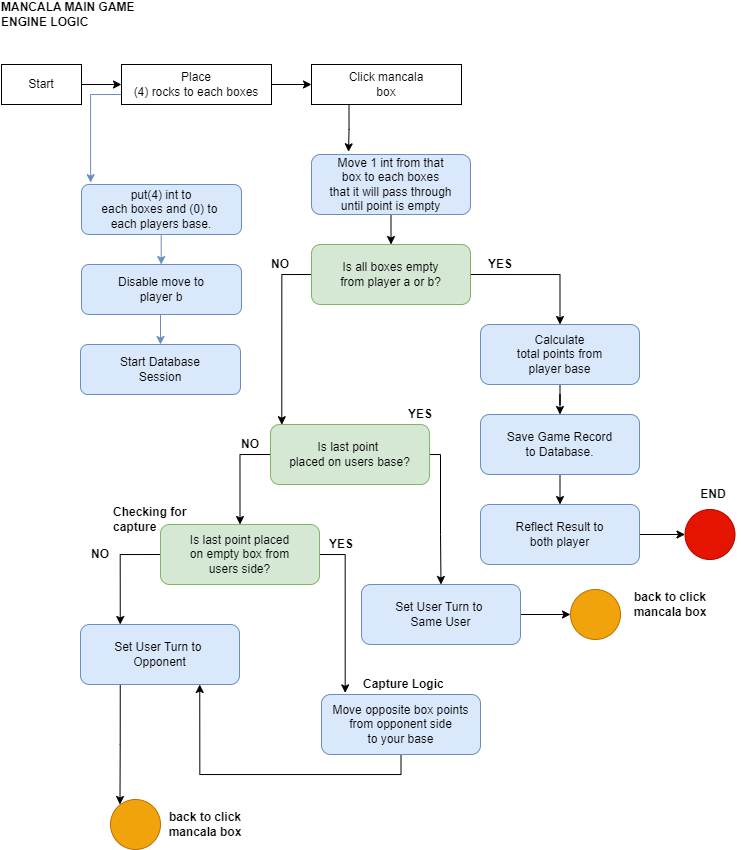 MANCALA MAIN GAME
ENGINE LOGIC
Start
Place
(4) rocks to each boxes
Click mancala
box
put(4) int to
each boxes and (0) to
each players base.
Move 1 int from that
box to each boxes
that it will pass through
until point is empty
Disable move to
player b
NO
Is all boxes empty
from player a or b?
YES
Start Database
Session
Calculate
total points from
player base
YES
NO
Is last point
placed on users base?
Save Game Record
to Database.
END
Checking for
capture
Is last point placed
on empty box from
users side?
NO
YES
Reflect Result to
both player
Set User Turn to
Same User
back to click
mancala box
Set User Turn to
Opponent
Capture Logic
Move opposite box points
from opponent side
to your base
back to click
mancala box